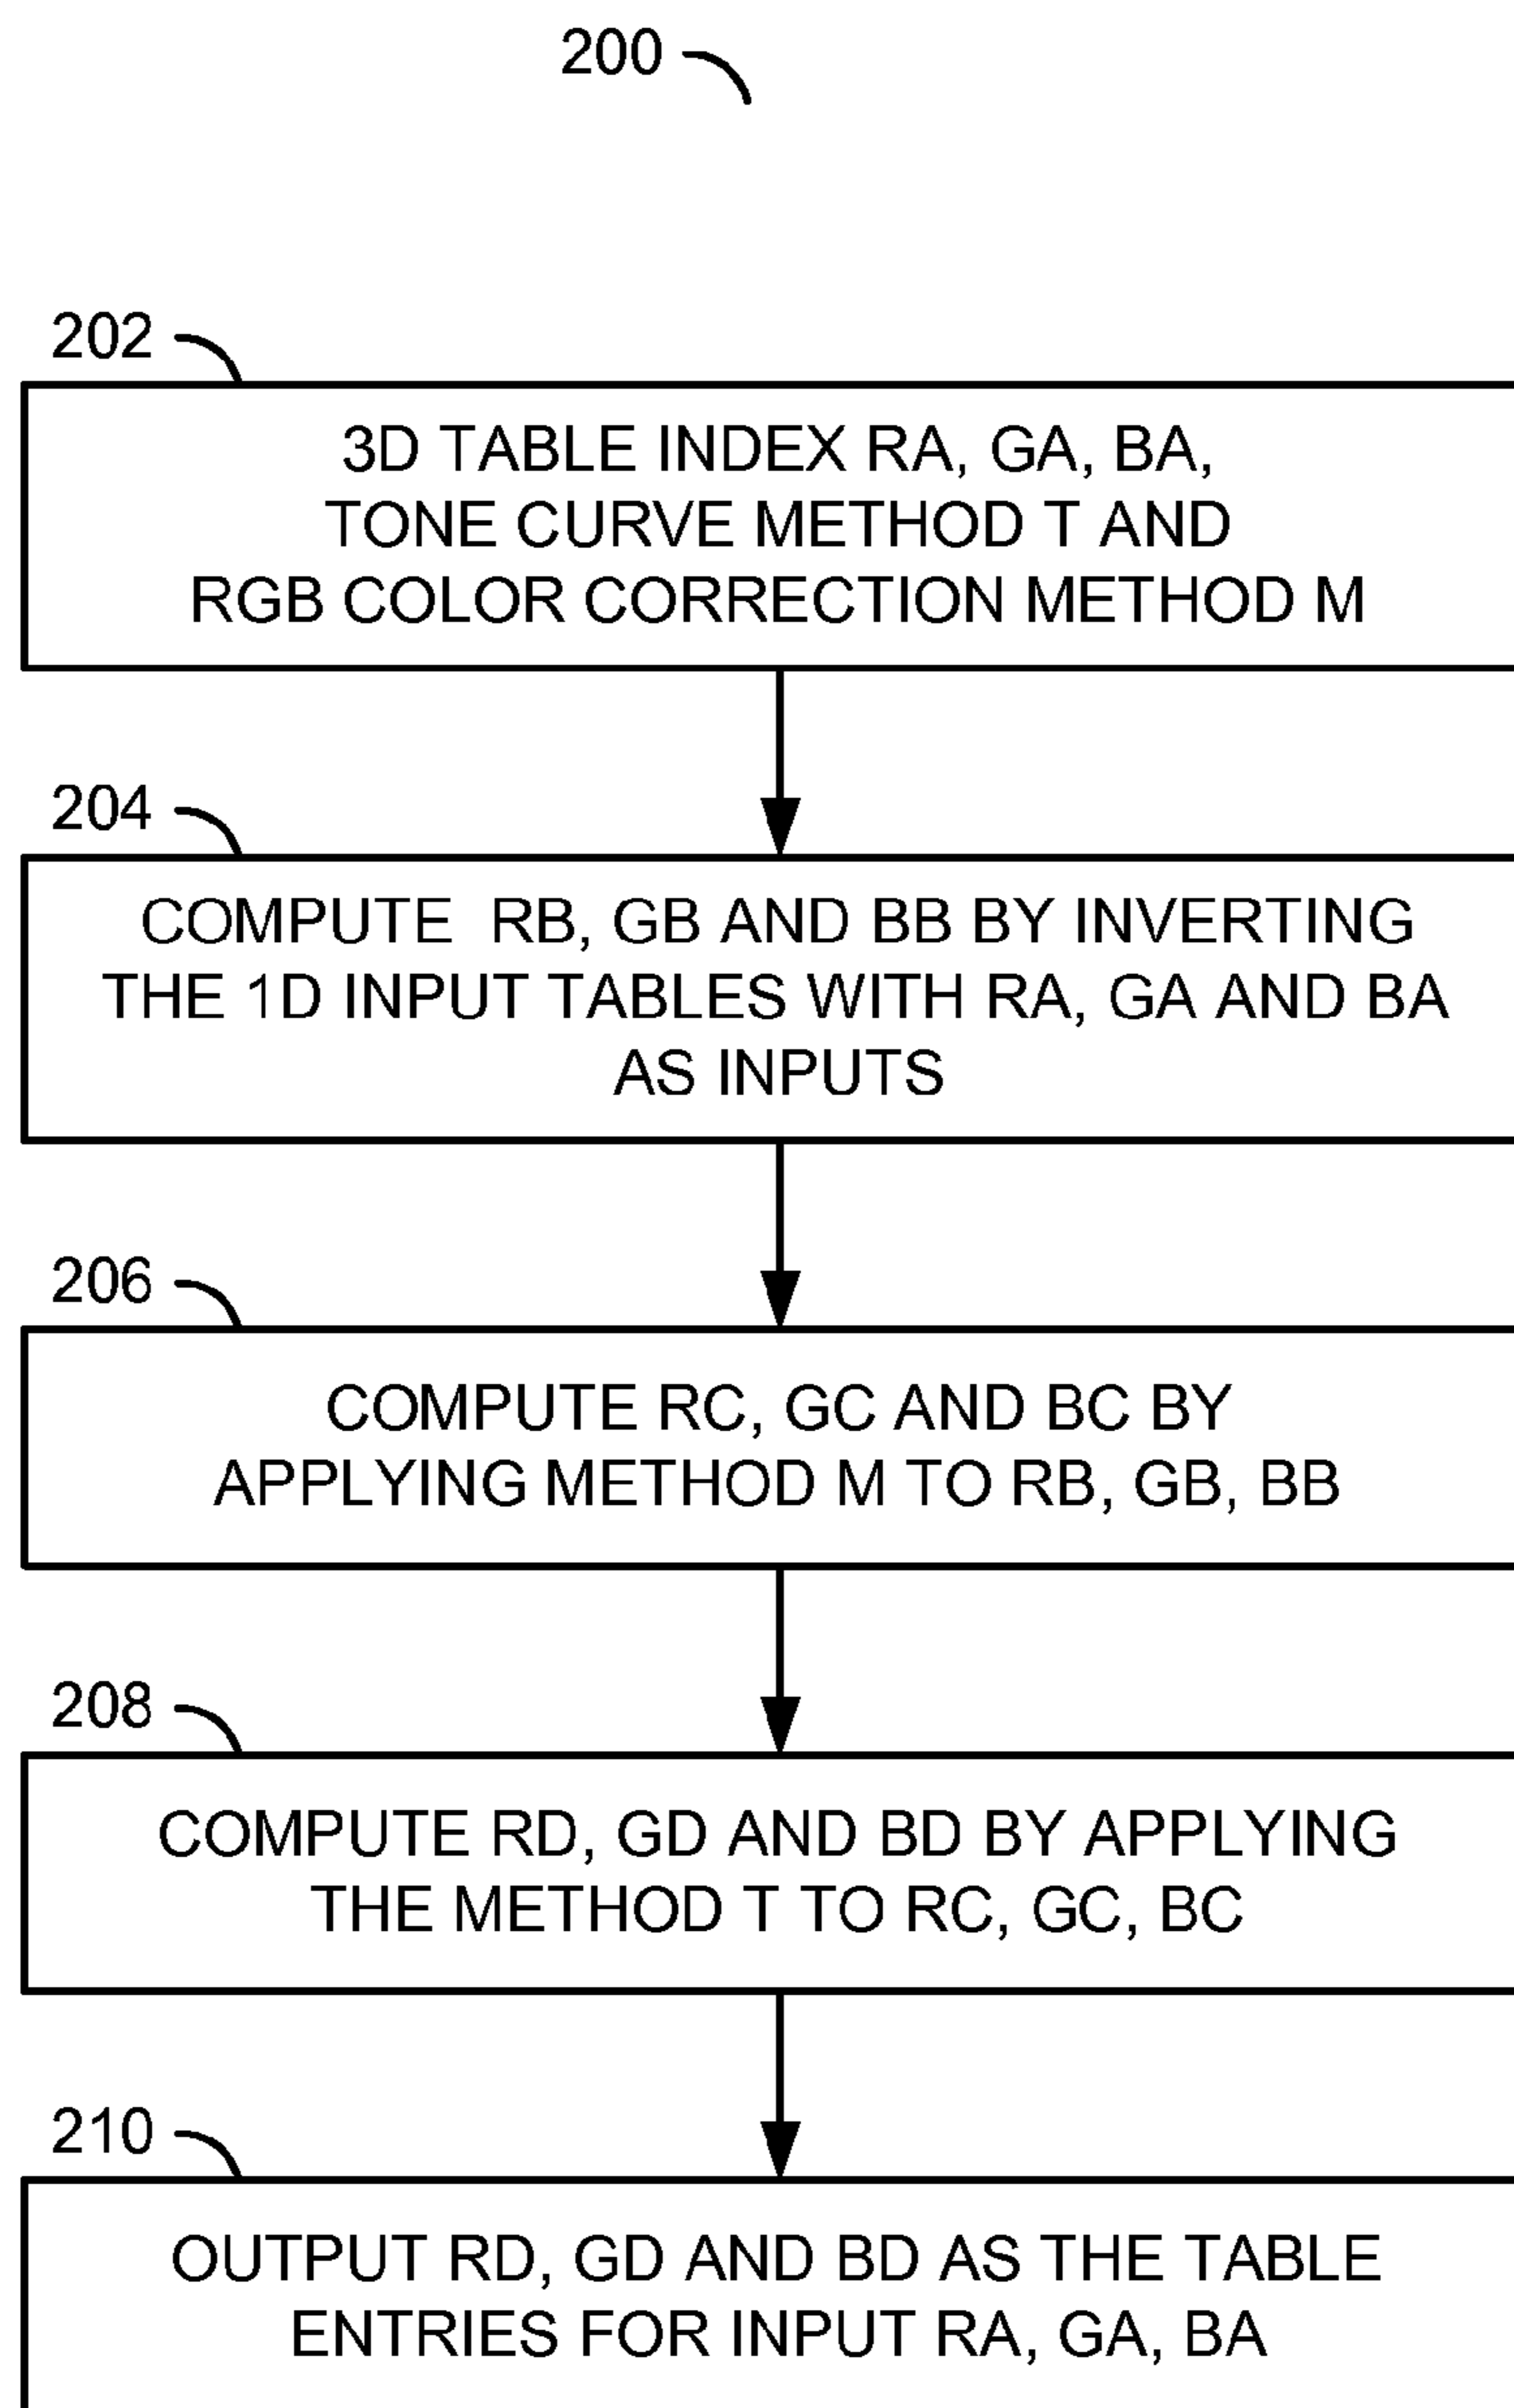 200
202
3D TABLE INDEX RA, GA, BA,
TONE CURVE METHOD T AND
RGB COLOR CORRECTION METHOD M
204
COMPUTE RB, GB AND BB BY INVERTING
THE 1D INPUT TABLES WITH RA, GA AND BA
AS INPUTS
206
COMPUTE RC, GC AND BC BY
APPLYING METHOD M TO RB, GB, BB
208
COMPUTE RD, GD AND BD BY APPLYING
THE METHOD T TO RC, GC, BC
210
OUTPUT RD, GD AND BD AS THE TABLE
ENTRIES FOR INPUT RA, GA, BA